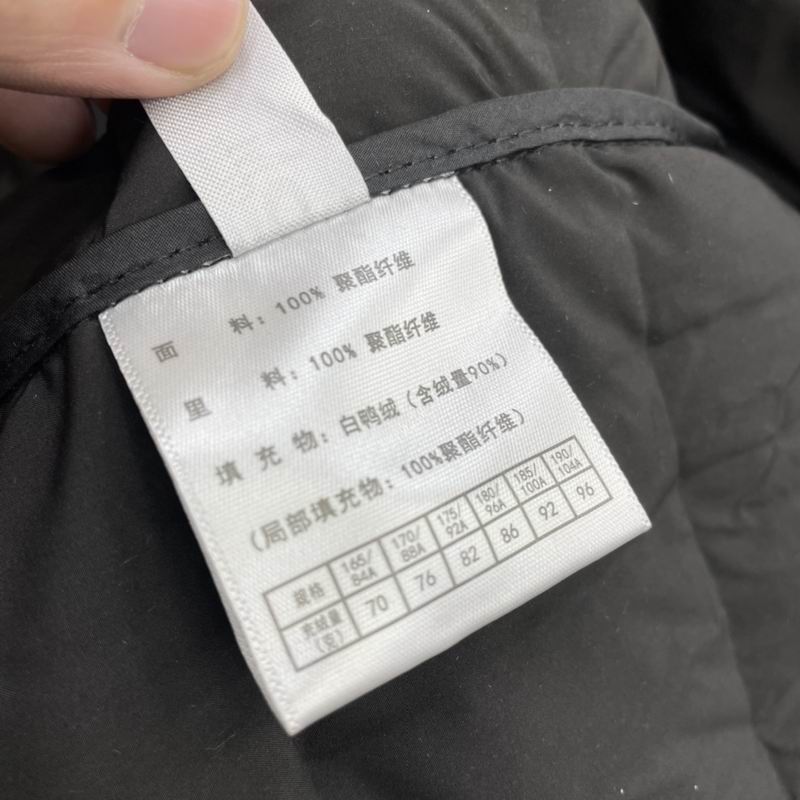 面 料：100% 聚酯纤维
里 料：100% 聚酯纤维
填 充 物：白鸭绒（含绒量90%）
（局部填充物：100%聚酯纤维）
规格 165/84A 170/88A 175/92A 180/96A 185/100A 190/104A
充绒量（克） 70 76 82 86 92 96